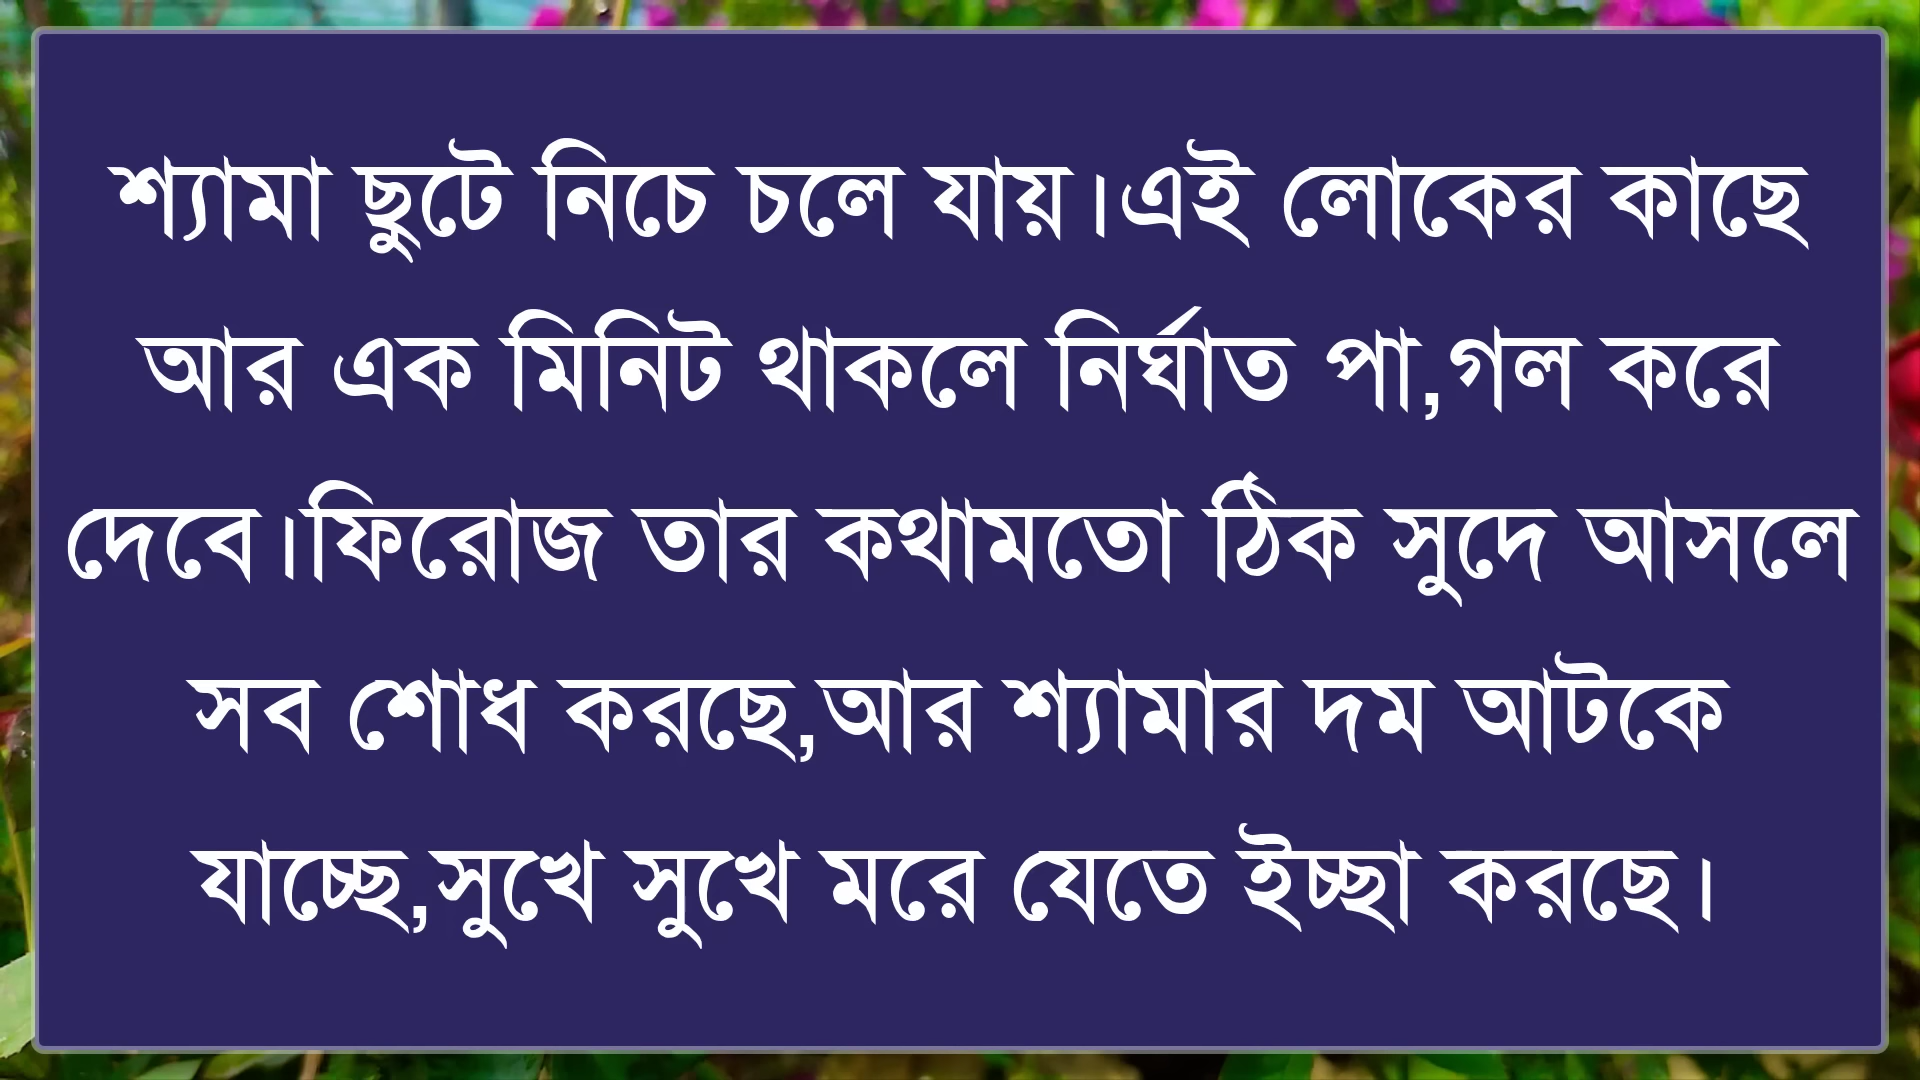 শ্যামা ছুটে নিচে চলে যায়।এই লোকের কাছে
আর এক মিনিট থাকলে নির্ঘাত পা,গল করে
দেবে।ফিরোজ তার কথামতো ঠিক সুদে আসলে
সব শোধ করছে,আর শ্যামার দম আটকে
যাচ্ছে,সুখে সুখে মরে যেতে ইচ্ছা করছে।